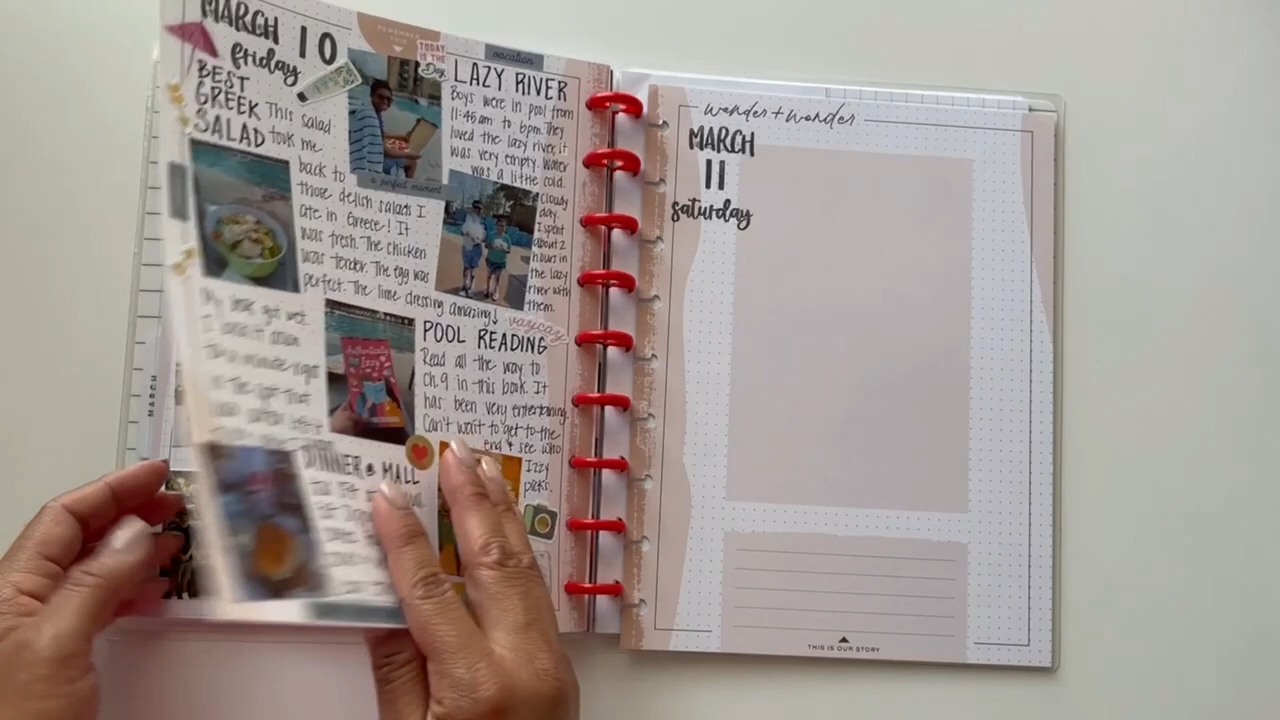 MARCH 10
friday
REMEMBER THIS
TODAY
IS THE
Day
vacation
BEST
GREEK
SALAD
This salad
took me
back to
those delish salads I
ate in Greece! It
was fresh. The chicken
was tender. The egg was
perfect. The lime dressing amazing!
a perfect moment
LAZY RIVER
Boys were in pool from
11:45am to 6pm. They
loved the lazy river, it
was very empty. Water
was a little cold.
cloudy
day.
I spent
about 2
hours in
the lazy
river with
them.
vaycay
Authentically
Izzy
POOL READING
Read all the way to
Ch. 9 in this book. It
has been very entertaining.
Can't wait to get to the
end & see who
Izzy
picks.
DINNER @ MALL
MARCH
wander + wonder
MARCH
11
saturday
THIS IS OUR STORY